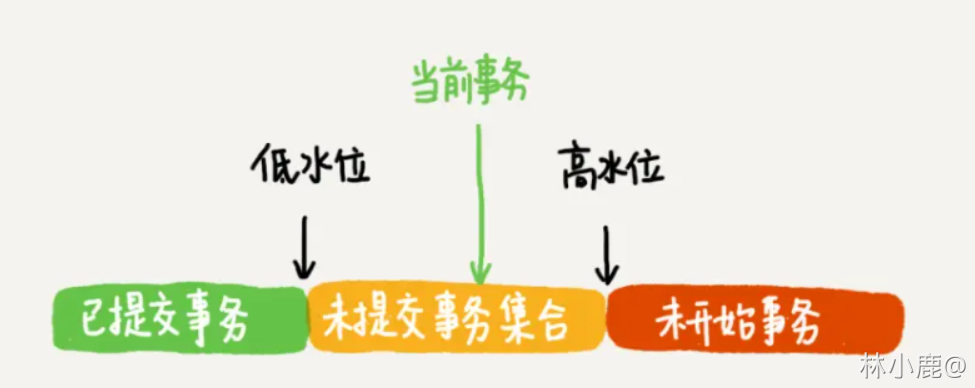 当前事务
低水位
高水位
已提交事务
未提交事务集合
未开始事务
林小鹿@